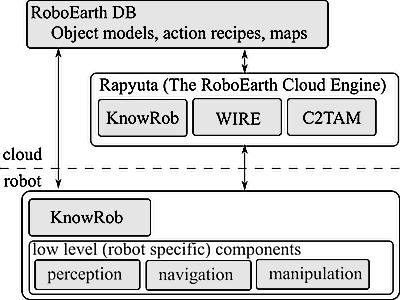 RoboEarth DB
Object models, action recipes, maps
Rapyuta (The RoboEarth Cloud Engine)
KnowRob WIRE C2TAM
cloud
robot
KnowRob
low level (robot specific) components
perception navigation manipulation